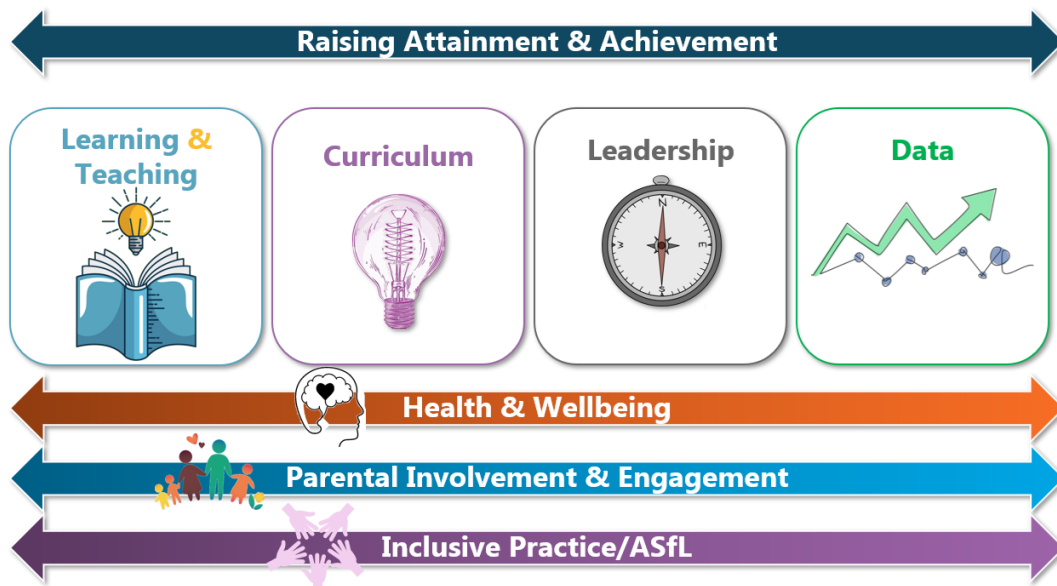 Raising Attainment & Achievement
Learning &
Teaching
Curriculum
Leadership
Data
N
W
E
S
Health & Wellbeing
Parental Involvement & Engagement
Inclusive Practice/ASfL